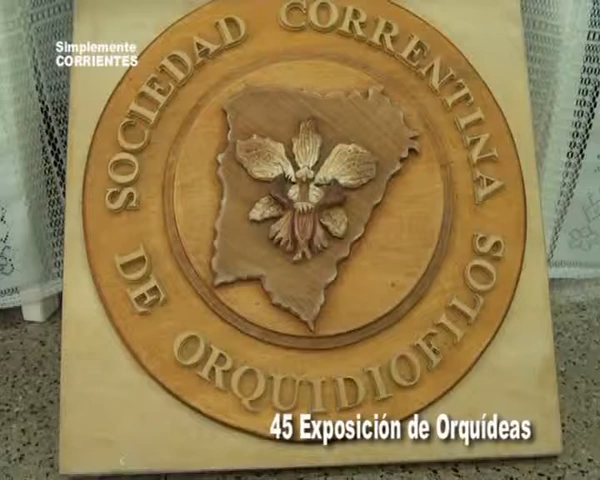 Simplemente
CORRIENTES
SOCIEDAD CORRENTINA
DE ORQUIDIOFILOS
45 Exposición de Orquídeas